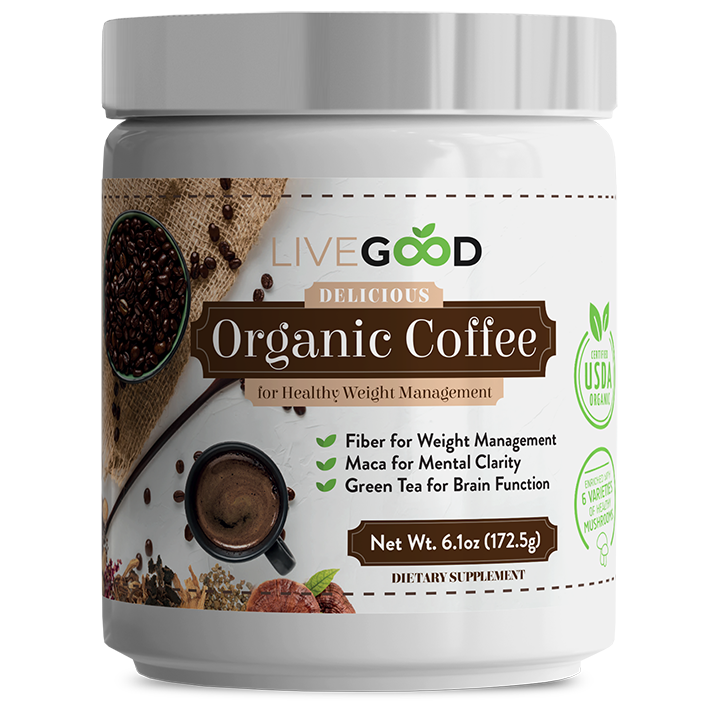 LIVEGOOD
DELICIOUS
Organic Coffee
for Healthy Weight Management
Fiber for Weight Management
Maca for Mental Clarity
Green Tea for Brain Function
Net Wt. 6.1oz (172.5g)
DIETARY SUPPLEMENT
CERTIFIED
USDA
ORGANIC
ENRICHED WITH
6 VARIETIES
OF HEALTHY
MUSHROOMS